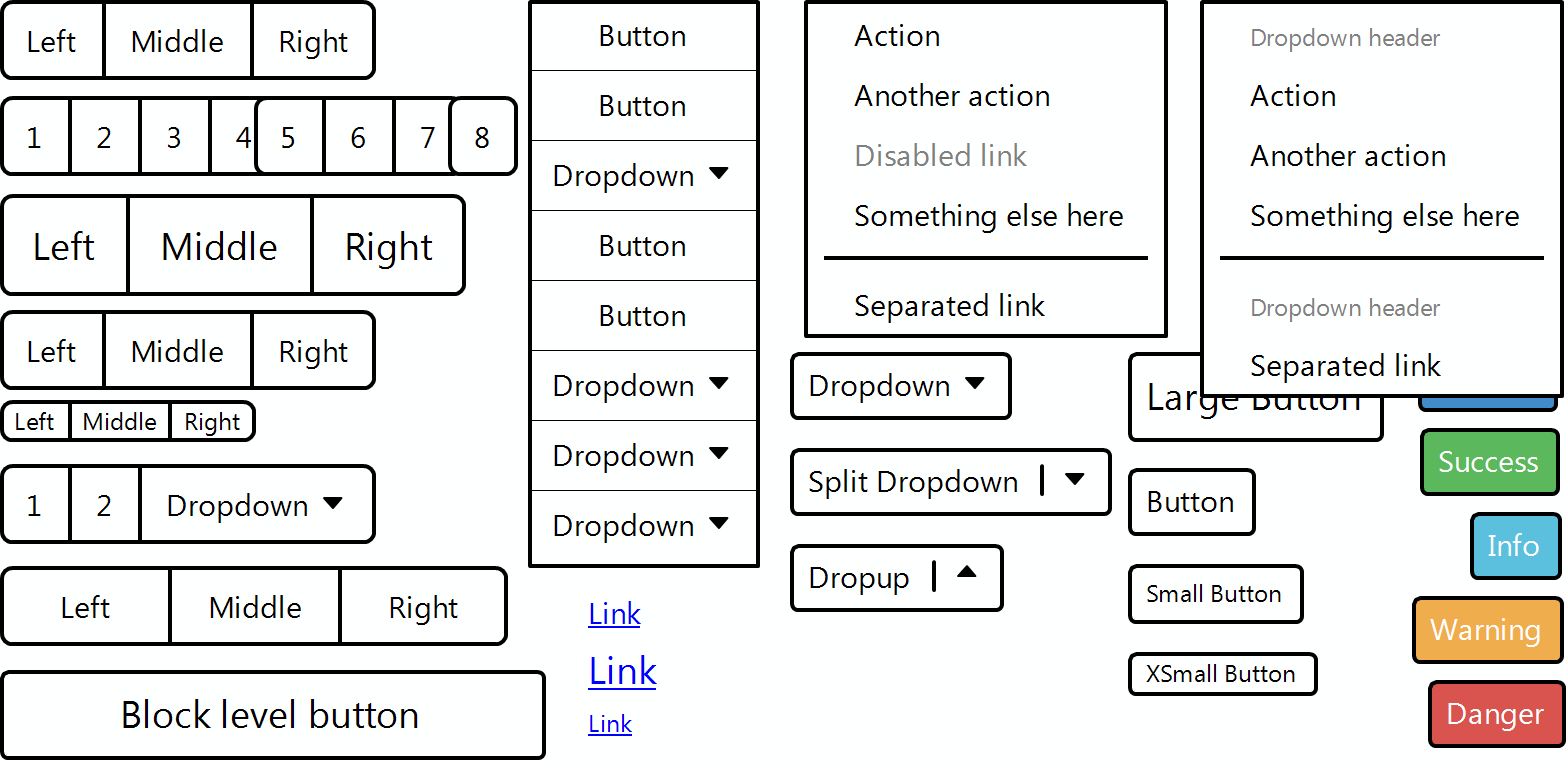 Left Middle Right
1 2 3 4 5 6 7 8
Left Middle Right
Left Middle Right
Left Middle Right
1 2 Dropdown
Left Middle Right
Block level button
Button
Button
Dropdown
Button
Button
Dropdown
Dropdown
Dropdown
Link
Link
Link
Action
Another action
Disabled link
Something else here
Separated link
Dropdown
Split Dropdown
Dropup
Dropdown header
Action
Another action
Something else here
Dropdown header
Separated link
Large Button
Button
Small Button
XSmall Button
Success
Info
Warning
Danger